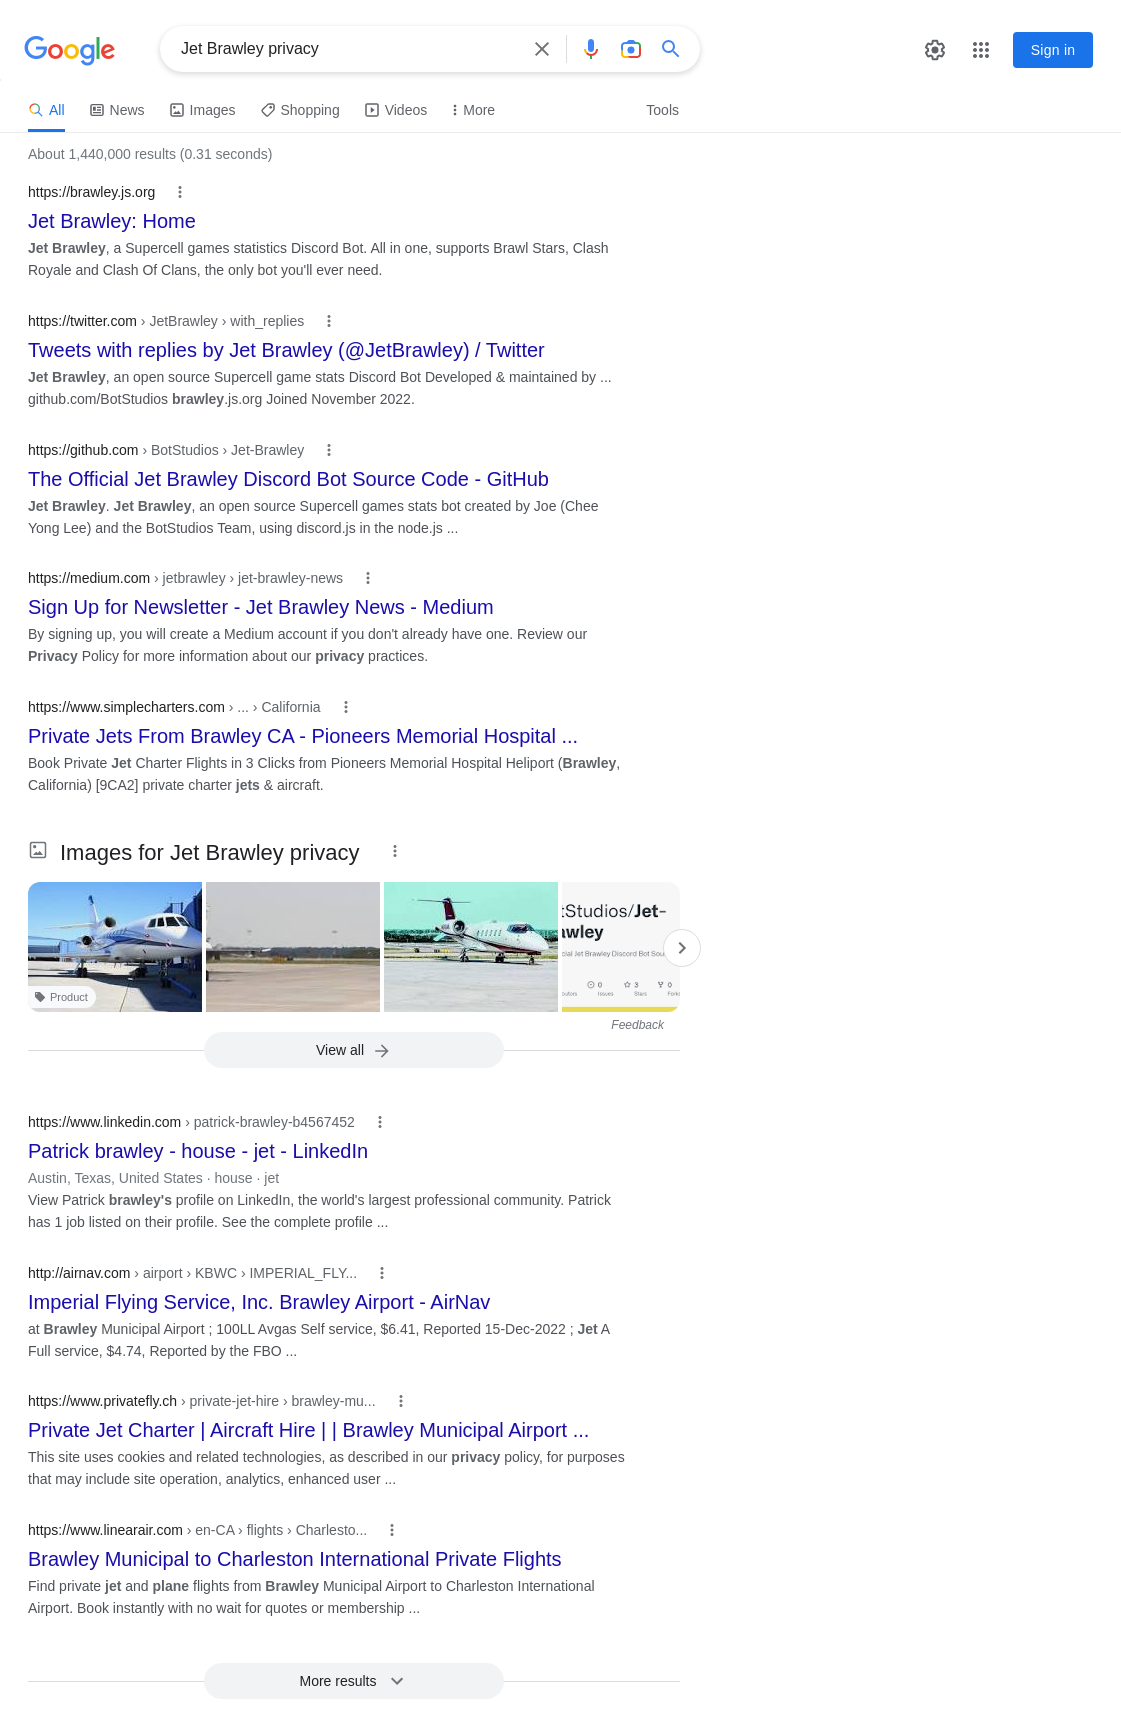 Google
Jet Brawley privacy
Sign in
All
News
Images
Shopping
Videos
More
Tools
About 1,440,000 results (0.31 seconds)
https://brawley.js.org
Jet Brawley: Home
Jet Brawley, a Supercell games statistics Discord Bot. All in one, supports Brawl Stars, Clash
Royale and Clash Of Clans, the only bot you'll ever need.
https://twitter.com › JetBrawley › with_replies
Tweets with replies by Jet Brawley (@JetBrawley) / Twitter
Jet Brawley, an open source Supercell game stats Discord Bot Developed & maintained by ...
github.com/BotStudios brawley.js.org Joined November 2022.
https://github.com › BotStudios › Jet-Brawley
The Official Jet Brawley Discord Bot Source Code - GitHub
Jet Brawley. Jet Brawley, an open source Supercell games stats bot created by Joe (Chee
Yong Lee) and the BotStudios Team, using discord.js in the node.js ...
https://medium.com › jetbrawley › jet-brawley-news
Sign Up for Newsletter - Jet Brawley News - Medium
By signing up, you will create a Medium account if you don't already have one. Review our
Privacy Policy for more information about our privacy practices.
https://www.simplecharters.com › ... › California
Private Jets From Brawley CA - Pioneers Memorial Hospital ...
Book Private Jet Charter Flights in 3 Clicks from Pioneers Memorial Hospital Heliport (Brawley,
California) [9CA2] private charter jets & aircraft.
Images for Jet Brawley privacy
tStudios/Jet-
awley
cial Jet Brawley Discord Bot Sou
0 3 0
butors Issues Stars Forks
Product
Feedback
View all
https://www.linkedin.com › patrick-brawley-b4567452
Patrick brawley - house - jet - LinkedIn
Austin, Texas, United States · house · jet
View Patrick brawley's profile on LinkedIn, the world's largest professional community. Patrick
has 1 job listed on their profile. See the complete profile ...
http://airnav.com › airport › KBWC › IMPERIAL_FLY...
Imperial Flying Service, Inc. Brawley Airport - AirNav
at Brawley Municipal Airport ; 100LL Avgas Self service, $6.41, Reported 15-Dec-2022 ; Jet A
Full service, $4.74, Reported by the FBO ...
https://www.privatefly.ch › private-jet-hire › brawley-mu...
Private Jet Charter | Aircraft Hire | | Brawley Municipal Airport ...
This site uses cookies and related technologies, as described in our privacy policy, for purposes
that may include site operation, analytics, enhanced user ...
https://www.linearair.com › en-CA › flights › Charlesto...
Brawley Municipal to Charleston International Private Flights
Find private jet and plane flights from Brawley Municipal Airport to Charleston International
Airport. Book instantly with no wait for quotes or membership ...
More results